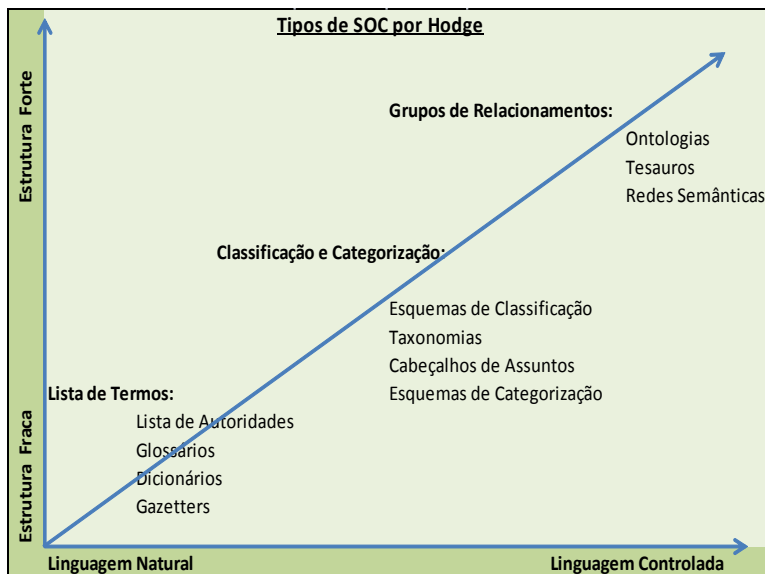 Tipos de SOC por Hodge
Estrutura Forte
Grupos de Relacionamentos:
Ontologias
Tesauros
Redes Semânticas
Classificação e Categorização:
Esquemas de Classificação
Taxonomias
Cabeçalhos de Assuntos
Esquemas de Categorização
Lista de Termos:
Lista de Autoridades
Glossários
Dicionários
Gazetters
Estrutura Fraca
Linguagem Natural
Linguagem Controlada